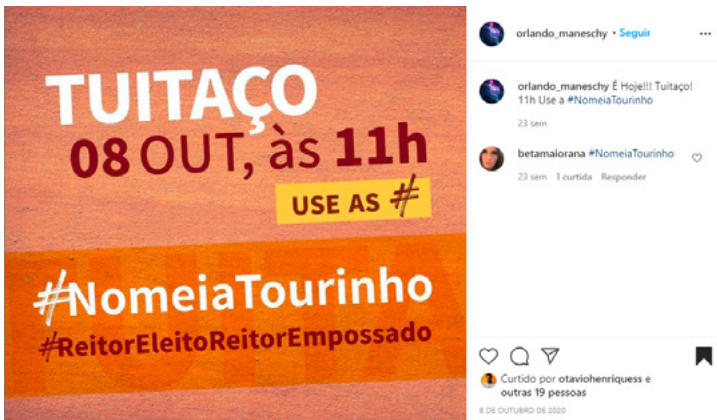 TUITAÇO
08 OUT, às 11h
USE AS #
#NomeiaTourinho
#ReitorEleitoReitorEmpossado
orlando_maneschy • Seguir
orlando_maneschy É Hoje!!! Tuitaço!
11h Use a #NomeiaTourinho
23 sem
betamaiorana #NomeiaTourinho
23 sem 1 curtida Responder
Curtido por otaviohenriquess e
outras 19 pessoas
8 DE OUTUBRO DE 2020